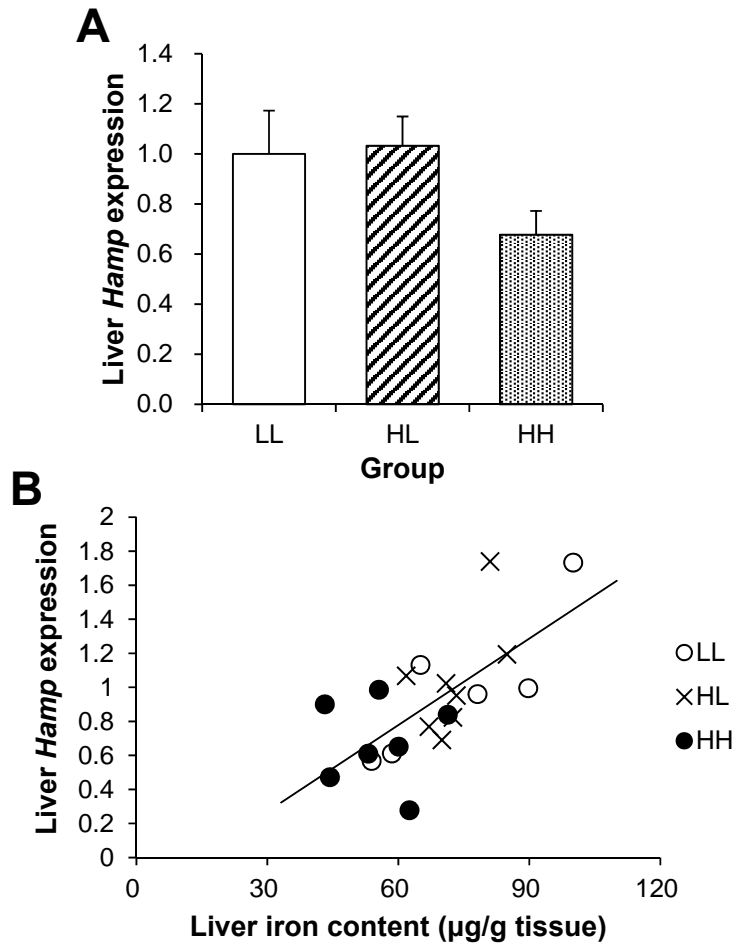 A
Liver Hamp expression
1.4
1.2
1.0
0.8
0.6
0.4
0.2
0.0
LL HL HH
Group
B
Liver Hamp expression
2
1.8
1.6
1.4
1.2
1
0.8
0.6
0.4
0.2
0
0 30 60 90 120
Liver iron content (µg/g tissue)
LL
HL
HH